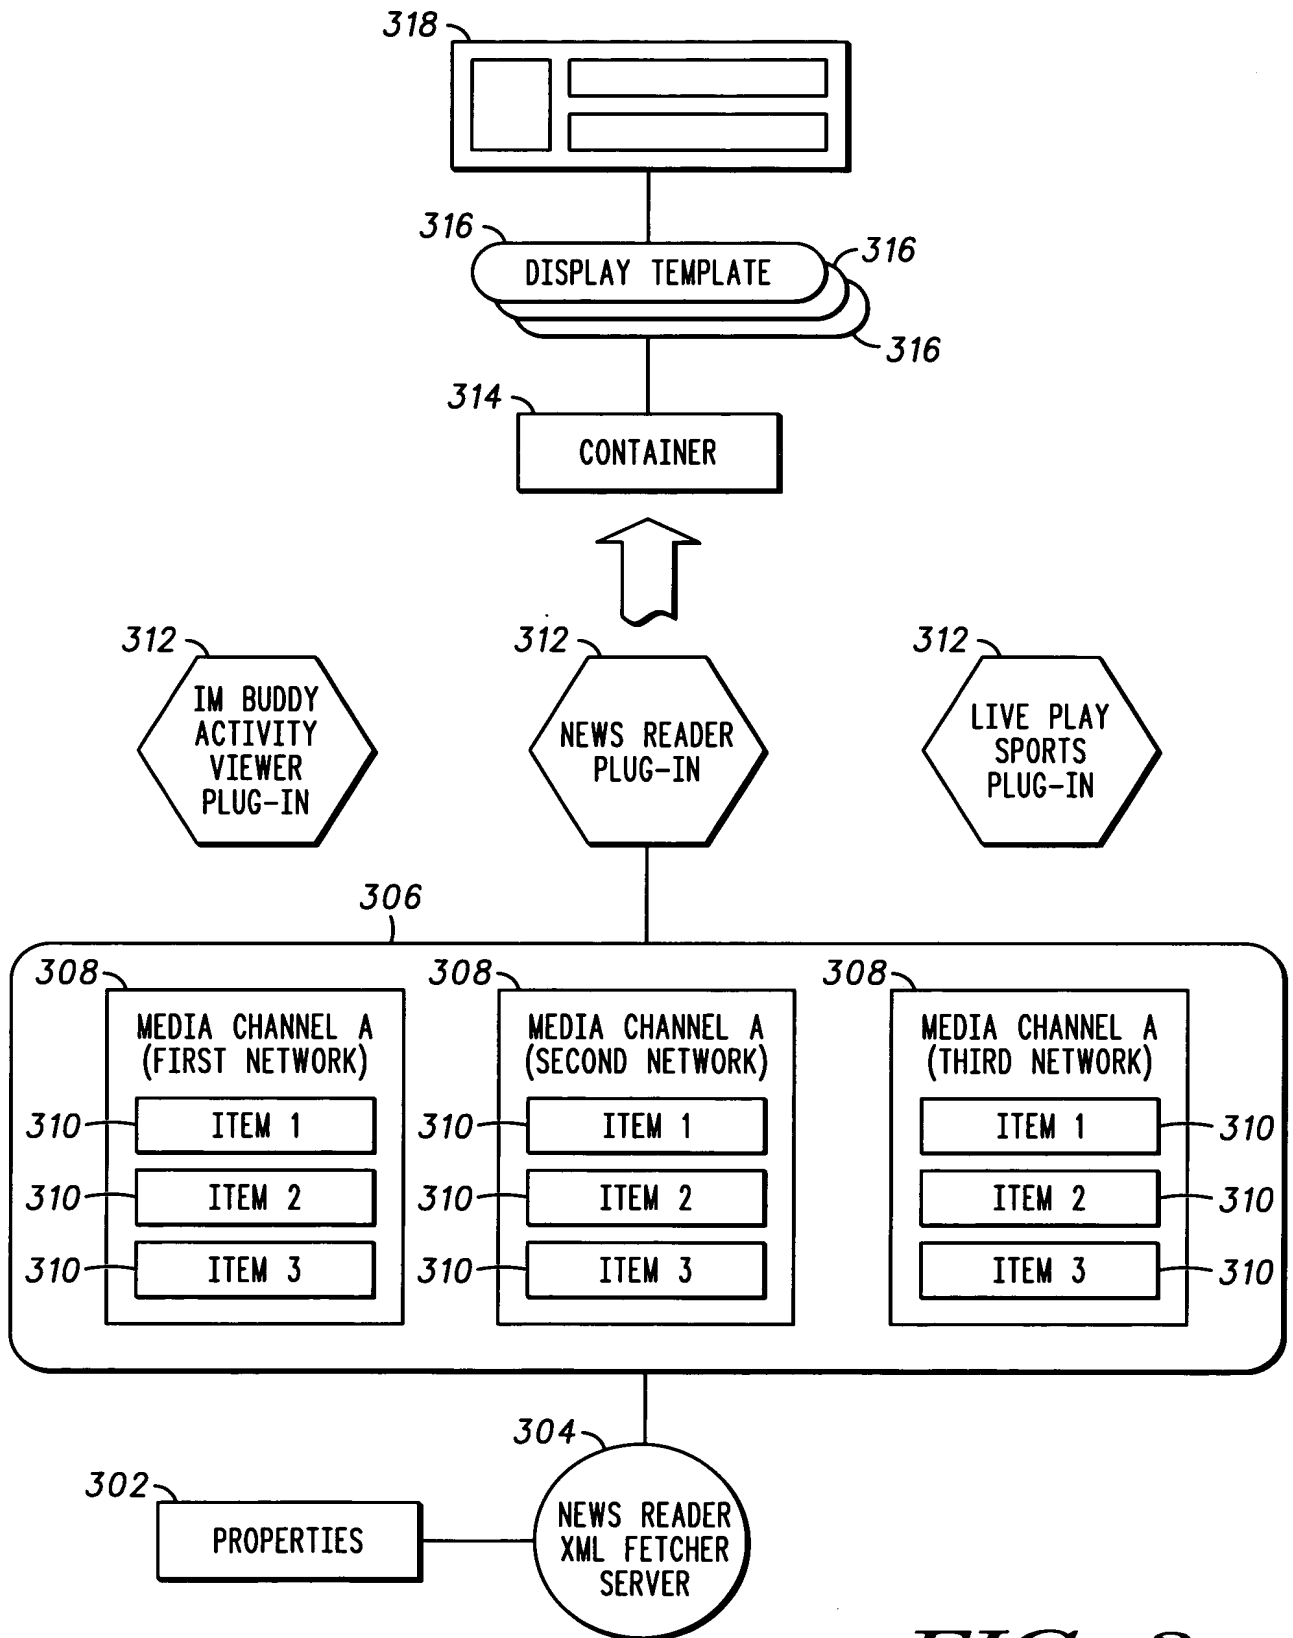 318
316
DISPLAY TEMPLATE
316
316
314
CONTAINER
312
IM BUDDY
ACTIVITY
VIEWER
PLUG-IN
312
NEWS READER
PLUG-IN
312
LIVE PLAY
SPORTS
PLUG-IN
306
308
MEDIA CHANNEL A
(FIRST NETWORK)
310
ITEM 1
310
ITEM 2
310
ITEM 3
308
MEDIA CHANNEL A
(SECOND NETWORK)
310
ITEM 1
310
ITEM 2
310
ITEM 3
308
MEDIA CHANNEL A
(THIRD NETWORK)
ITEM 1
310
ITEM 2
310
ITEM 3
310
304
302
PROPERTIES
NEWS READER
XML FETCHER
SERVER